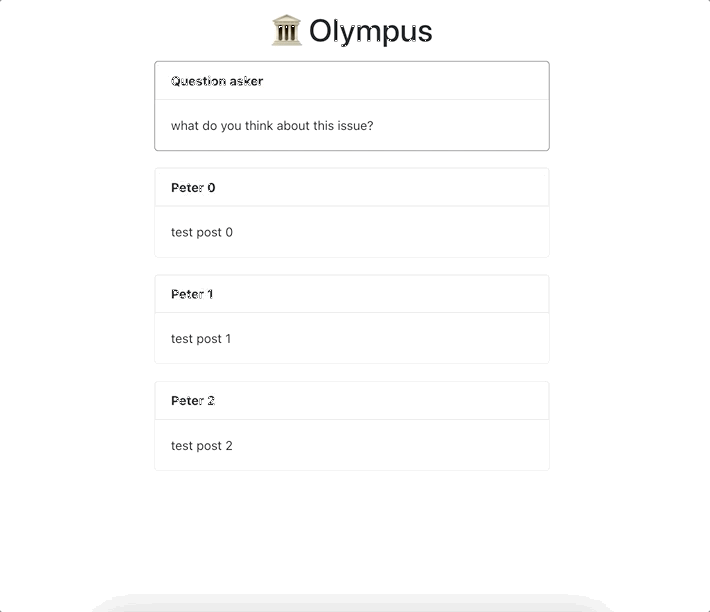 🏛 Olympus
Question asker
what do you think about this issue?
Peter 0
test post 0
Peter 1
test post 1
Peter 2
test post 2